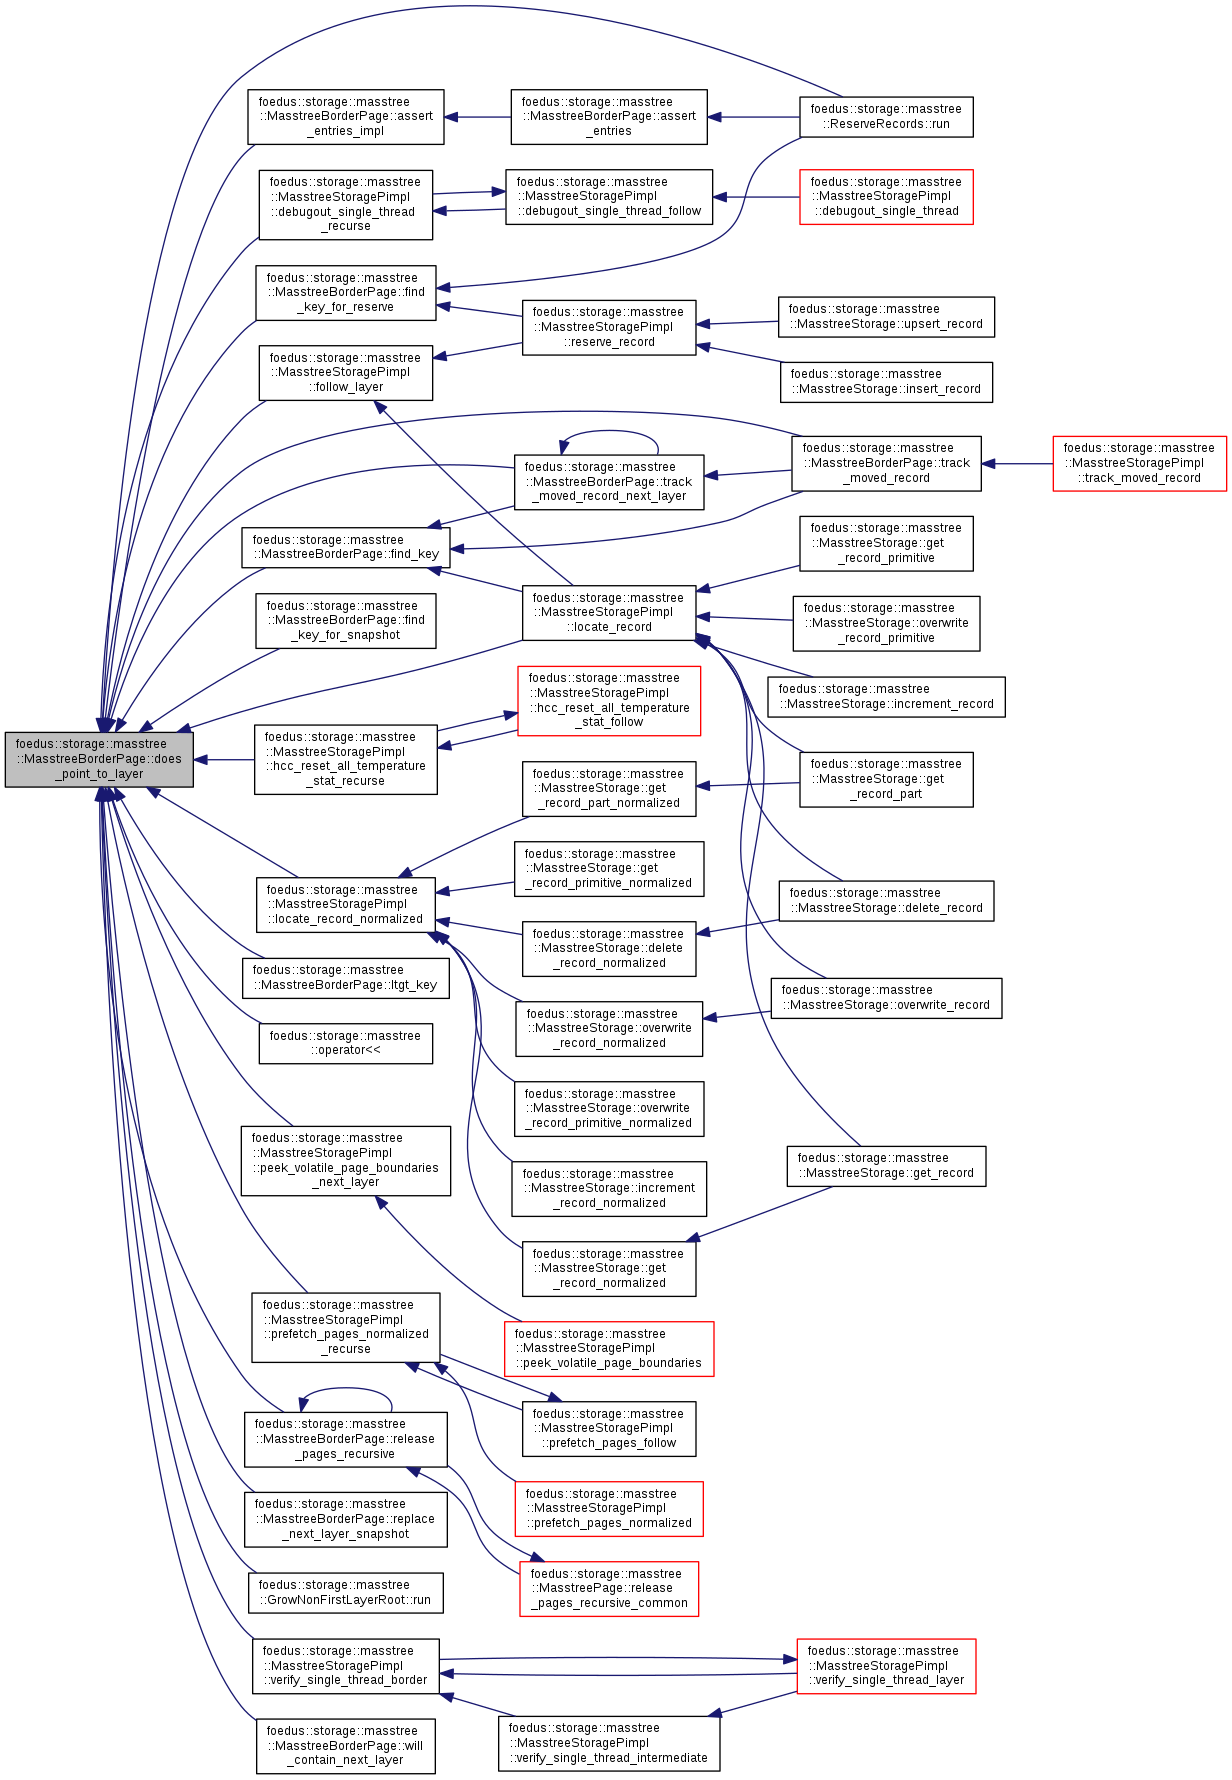 foedus::storage::masstree
::ReserveRecords::run
foedus::storage::masstree
::MasstreeBorderPage::assert
_entries_impl
foedus::storage::masstree
::MasstreeBorderPage::assert
_entries
foedus::storage::masstree
::MasstreeStoragePimpl
::debugout_single_thread
_recurse
foedus::storage::masstree
::MasstreeStoragePimpl
::debugout_single_thread_follow
foedus::storage::masstree
::MasstreeStoragePimpl
::debugout_single_thread
foedus::storage::masstree
::MasstreeBorderPage::find
_key_for_reserve
foedus::storage::masstree
::MasstreeStoragePimpl
::reserve_record
foedus::storage::masstree
::MasstreeStorage::upsert_record
foedus::storage::masstree
::MasstreeStoragePimpl
::follow_layer
foedus::storage::masstree
::MasstreeStorage::insert_record
foedus::storage::masstree
::MasstreeBorderPage::track
_moved_record_next_layer
foedus::storage::masstree
::MasstreeBorderPage::track
_moved_record
foedus::storage::masstree
::MasstreeStoragePimpl
::track_moved_record
foedus::storage::masstree
::MasstreeBorderPage::find_key
foedus::storage::masstree
::MasstreeStorage::get
_record_primitive
foedus::storage::masstree
::MasstreeBorderPage::find
_key_for_snapshot
foedus::storage::masstree
::MasstreeStoragePimpl
::locate_record
foedus::storage::masstree
::MasstreeStorage::overwrite
_record_primitive
foedus::storage::masstree
::MasstreeStorage::increment_record
foedus::storage::masstree
::MasstreeBorderPage::does
_point_to_layer
foedus::storage::masstree
::MasstreeStoragePimpl
::hcc_reset_all_temperature
_stat_recurse
foedus::storage::masstree
::MasstreeStoragePimpl
::hcc_reset_all_temperature
_stat_follow
foedus::storage::masstree
::MasstreeStorage::get
_record_part_normalized
foedus::storage::masstree
::MasstreeStorage::get
_record_part
foedus::storage::masstree
::MasstreeStoragePimpl
::locate_record_normalized
foedus::storage::masstree
::MasstreeStorage::get
_record_primitive_normalized
foedus::storage::masstree
::MasstreeStorage::delete
_record_normalized
foedus::storage::masstree
::MasstreeStorage::delete_record
foedus::storage::masstree
::MasstreeBorderPage::ltgt_key
foedus::storage::masstree
::MasstreeStorage::overwrite
_record_normalized
foedus::storage::masstree
::MasstreeStorage::overwrite_record
foedus::storage::masstree
::operator<<
foedus::storage::masstree
::MasstreeStorage::overwrite
_record_primitive_normalized
foedus::storage::masstree
::MasstreeStoragePimpl
::peek_volatile_page_boundaries
_next_layer
foedus::storage::masstree
::MasstreeStorage::increment
_record_normalized
foedus::storage::masstree
::MasstreeStorage::get_record
foedus::storage::masstree
::MasstreeStorage::get
_record_normalized
foedus::storage::masstree
::MasstreeStoragePimpl
::prefetch_pages_normalized
_recurse
foedus::storage::masstree
::MasstreeStoragePimpl
::peek_volatile_page_boundaries
foedus::storage::masstree
::MasstreeStoragePimpl
::prefetch_pages_follow
foedus::storage::masstree
::MasstreeBorderPage::release
_pages_recursive
foedus::storage::masstree
::MasstreeStoragePimpl
::prefetch_pages_normalized
foedus::storage::masstree
::MasstreeBorderPage::replace
_next_layer_snapshot
foedus::storage::masstree
::MasstreePage::release
_pages_recursive_common
foedus::storage::masstree
::GrowNonFirstLayerRoot::run
foedus::storage::masstree
::MasstreeStoragePimpl
::verify_single_thread_border
foedus::storage::masstree
::MasstreeStoragePimpl
::verify_single_thread_layer
foedus::storage::masstree
::MasstreeBorderPage::will
_contain_next_layer
foedus::storage::masstree
::MasstreeStoragePimpl
::verify_single_thread_intermediate